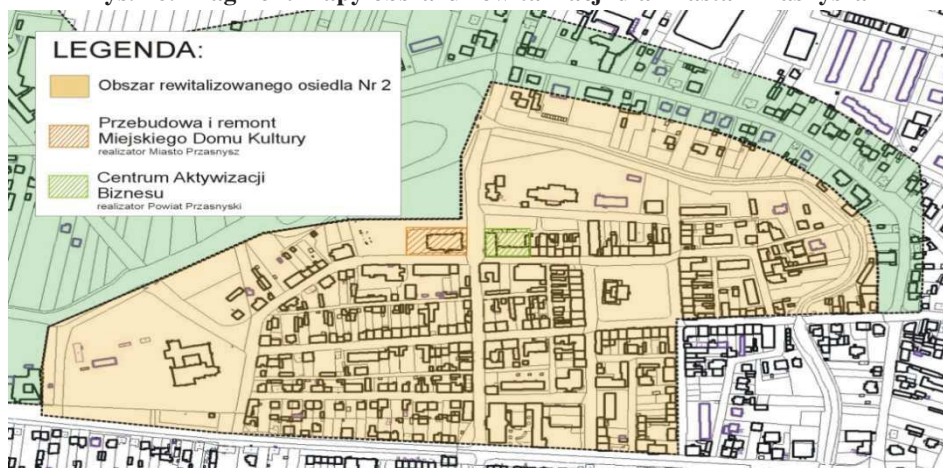 LEGENDA:
Obszar rewitalizowanego osiedla Nr 2
Przebudowa i remont
Miejskiego Domu Kultury
realizator Miasto Przasnysz
Centrum Aktywizacji
Biznesu
realizator Powiat Przasnyski